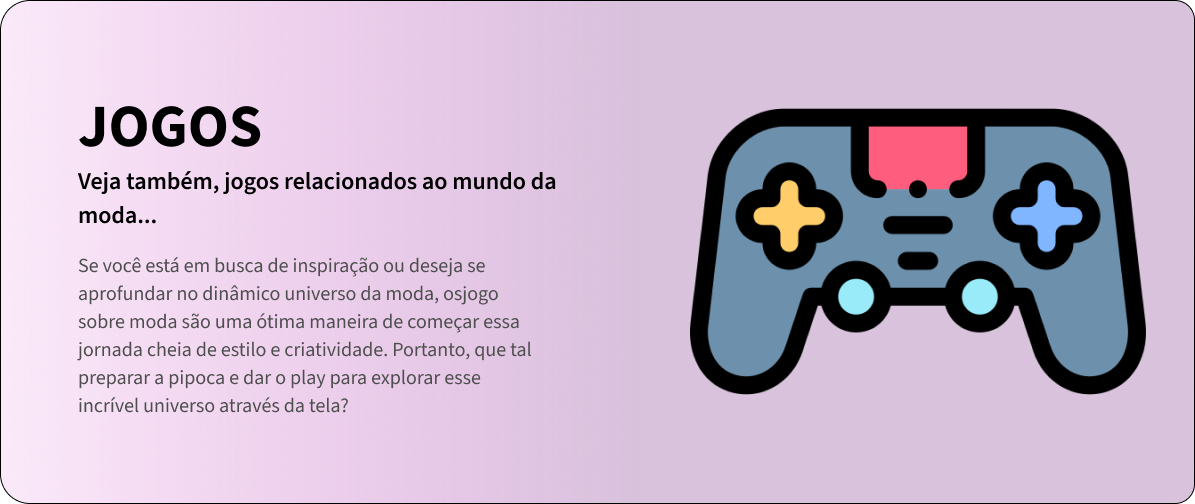 JOGOS
Veja também, jogos relacionados ao mundo da
moda...
Se você está em busca de inspiração ou deseja se
aprofundar no dinâmico universo da moda, osjogo
sobre moda são uma ótima maneira de começar essa
jornada cheia de estilo e criatividade. Portanto, que tal
preparar a pipoca e dar o play para explorar esse
incrível universo através da tela?